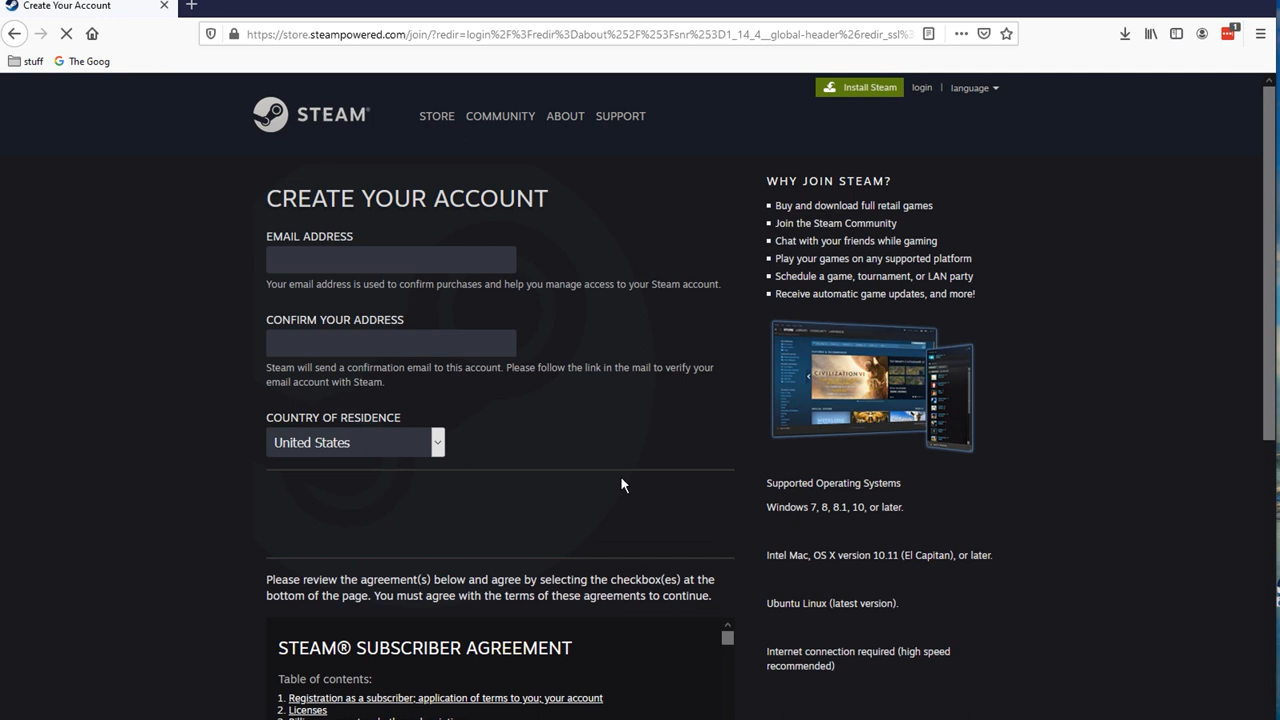 Create Your Account
https://store.steampowered.com/join/?redir=login%2F%3Fredir%3Dabout%252F%253Fsnr%253D1_14_4__global-header%26redir_ssl%
1
stuff
The Goog
Install Steam
login | language
STEAM®
STORE COMMUNITY ABOUT SUPPORT
CREATE YOUR ACCOUNT
EMAIL ADDRESS
Your email address is used to confirm purchases and help you manage access to your Steam account.
CONFIRM YOUR ADDRESS
Steam will send a confirmation email to this account. Please follow the link in the mail to verify your
email account with Steam.
COUNTRY OF RESIDENCE
United States
Please review the agreement(s) below and agree by selecting the checkbox(es) at the
bottom of the page. You must agree with the terms of these agreements to continue.
STEAM® SUBSCRIBER AGREEMENT
Table of contents:
1. Registration as a subscriber; application of terms to you; your account
2. Licenses
WHY JOIN STEAM?
Buy and download full retail games
Join the Steam Community
Chat with your friends while gaming
Play your games on any supported platform
Schedule a game, tournament, or LAN party
Receive automatic game updates, and more!
CIVILIZATION VI
Supported Operating Systems
Windows 7, 8, 8.1, 10, or later.
Intel Mac, OS X version 10.11 (El Capitan), or later.
Ubuntu Linux (latest version).
Internet connection required (high speed
recommended)